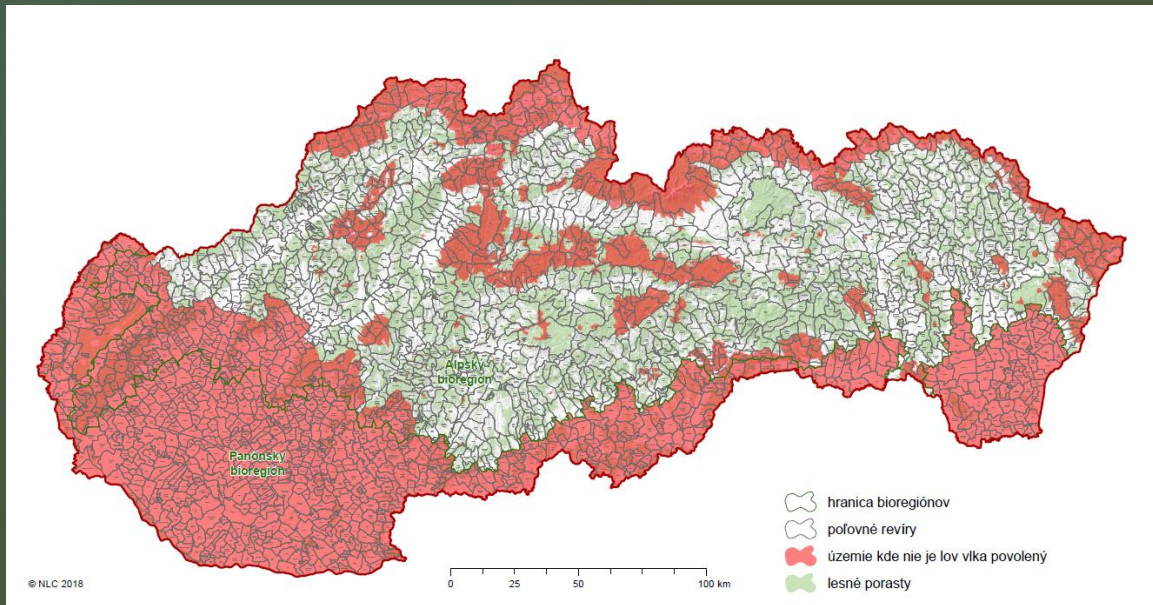 Alpský
bioregión
Panónsky
bioregión
hranica bioregiónov
poľovné revíry
územie kde nie je lov vlka povolený
lesné porasty
0 25 50 100 km
© NLC 2018